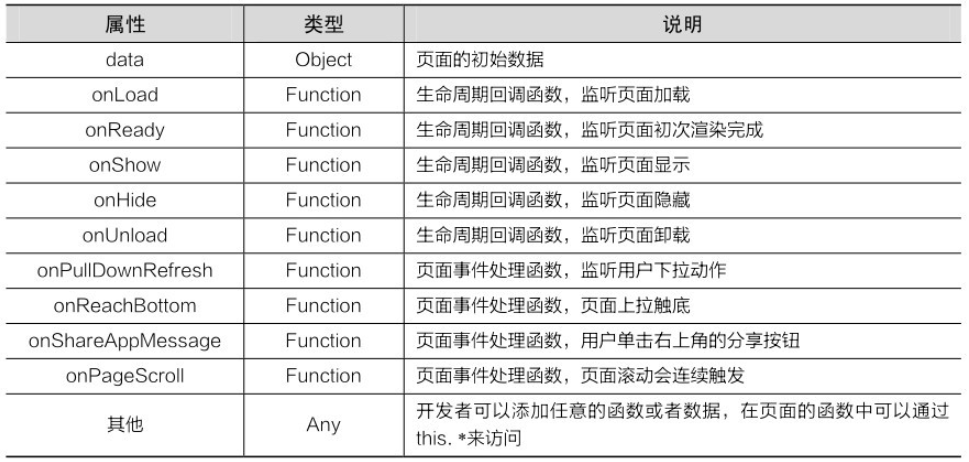 属性 类型 说明
data Object 页面的初始数据
onLoad Function 生命周期回调函数，监听页面加载
onReady Function 生命周期回调函数，监听页面初次渲染完成
onShow Function 生命周期回调函数，监听页面显示
onHide Function 生命周期回调函数，监听页面隐藏
onUnload Function 生命周期回调函数，监听页面卸载
onPullDownRefresh Function 页面事件处理函数，监听用户下拉动作
onReachBottom Function 页面事件处理函数，页面上拉触底
onShareAppMessage Function 页面事件处理函数，用户单击右上角的分享按钮
onPageScroll Function 页面事件处理函数，页面滚动会连续触发
其他 Any 开发者可以添加任意的函数或者数据，在页面的函数中可以通过
this. *来访问